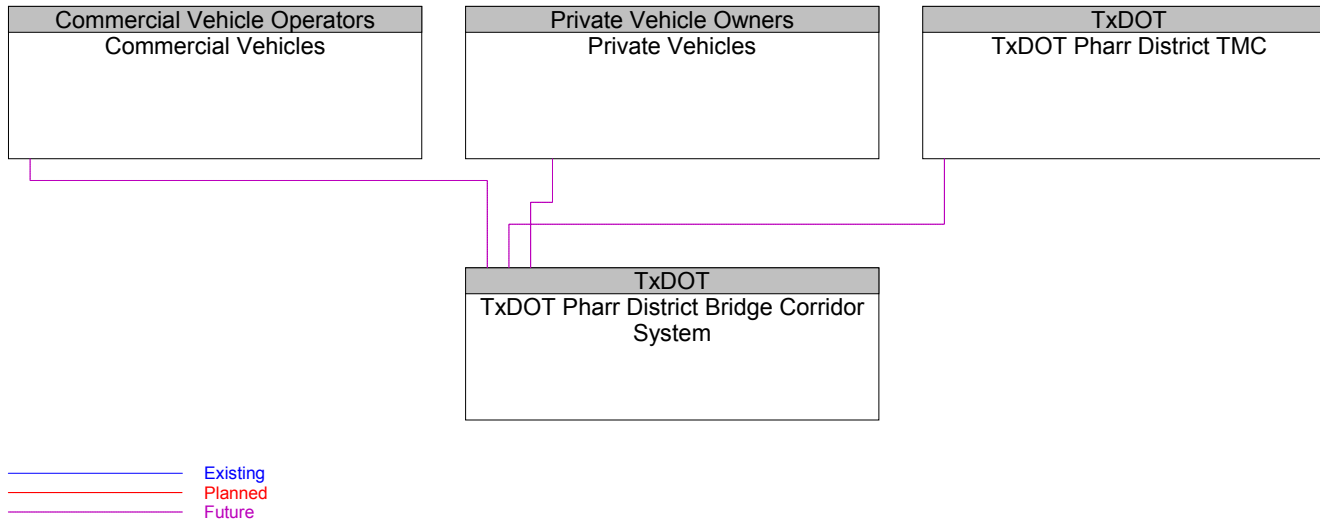 Commercial Vehicle Operators
Commercial Vehicles
Private Vehicle Owners
Private Vehicles
TxDOT
TxDOT Pharr District TMC
TxDOT
TxDOT Pharr District Bridge Corridor
System
Existing
Planned
Future